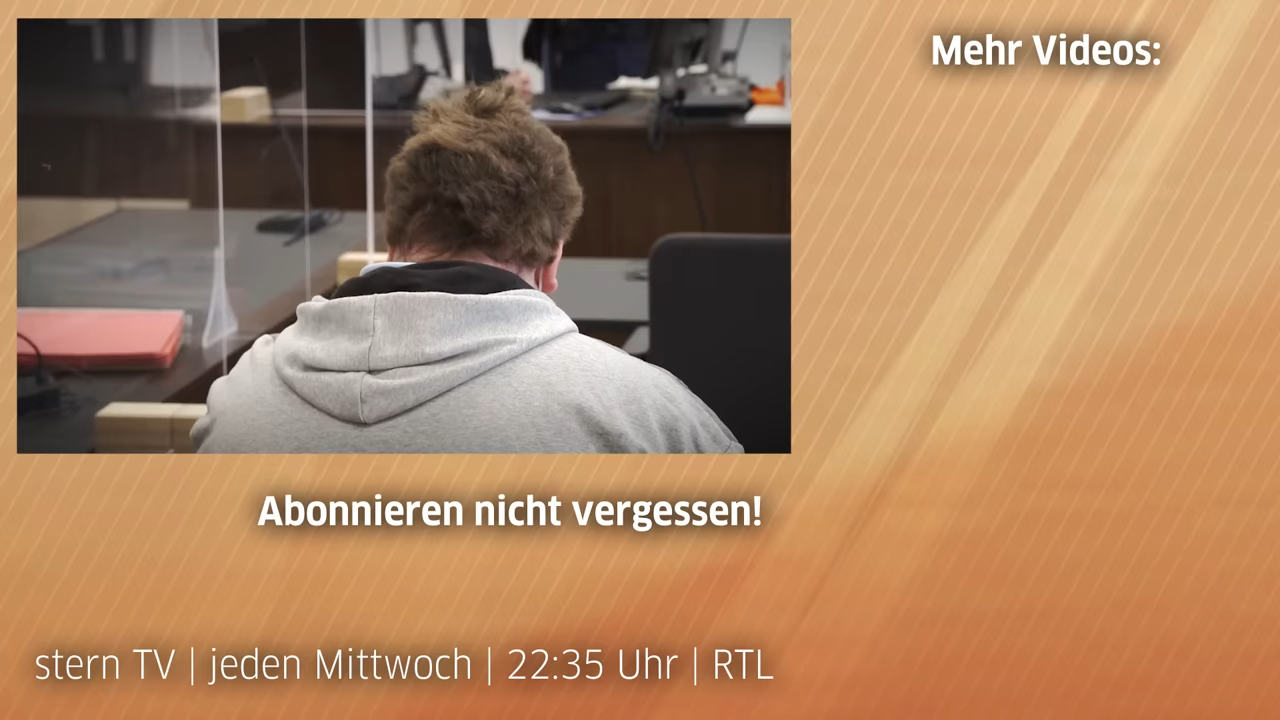 Mehr Videos:
Abonnieren nicht vergessen!
stern TV | jeden Mittwoch | 22:35 Uhr | RTL